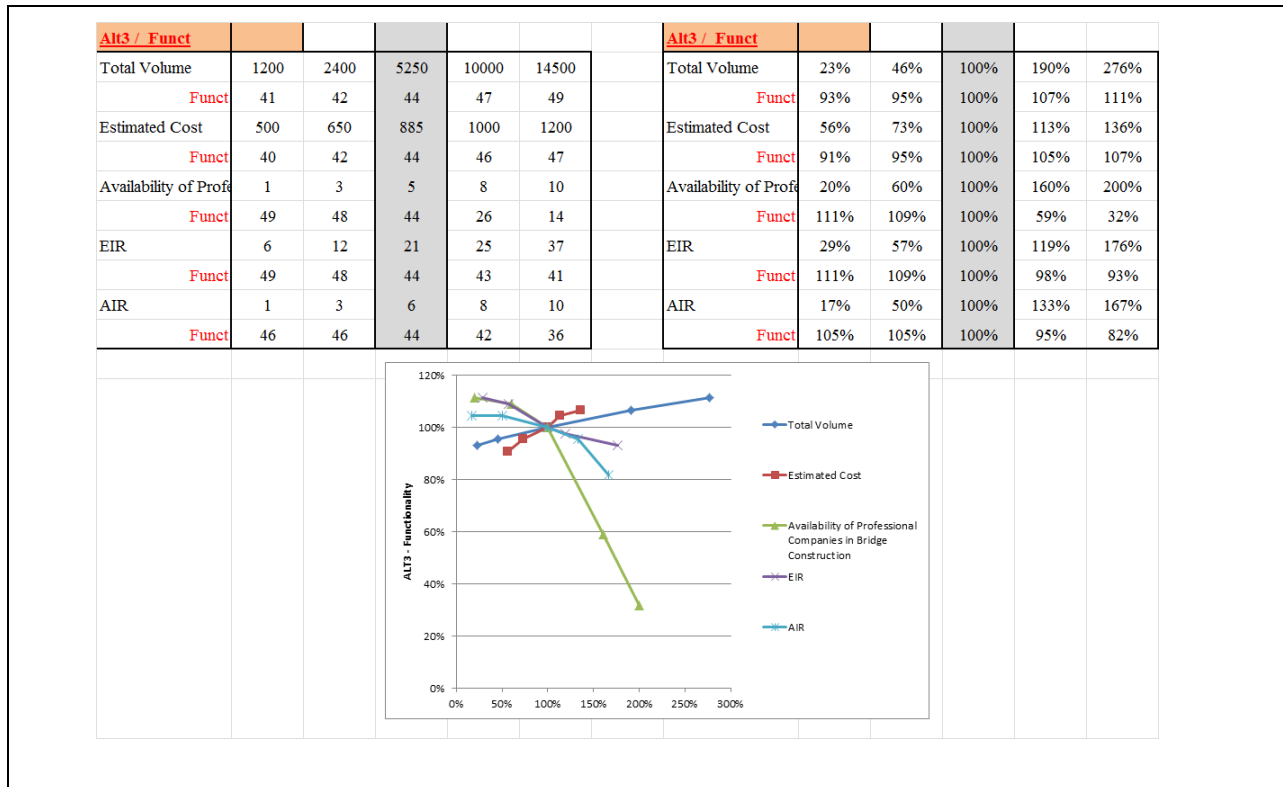 Alt3 / Funct
Total Volume 1200 2400 5250 10000 14500
Funct 41 42 44 47 49
Estimated Cost 500 650 885 1000 1200
Funct 40 42 44 46 47
Availability of Profe 1 3 5 8 10
Funct 49 48 44 26 14
EIR 6 12 21 25 37
Funct 49 48 44 43 41
AIR 1 3 6 8 10
Funct 46 46 44 42 36
Alt3 / Funct
Total Volume 23% 46% 100% 190% 276%
Funct 93% 95% 100% 107% 111%
Estimated Cost 56% 73% 100% 113% 136%
Funct 91% 95% 100% 105% 107%
Availability of Profe 20% 60% 100% 160% 200%
Funct 111% 109% 100% 59% 32%
EIR 29% 57% 100% 119% 176%
Funct 111% 109% 100% 98% 93%
AIR 17% 50% 100% 133% 167%
Funct 105% 105% 100% 95% 82%
ALT3 - Functionality
120%
100%
80%
60%
40%
20%
0%
0% 50% 100% 150% 200% 250% 300%
Total Volume
Estimated Cost
Availability of Professional
Companies in Bridge
Construction
EIR
AIR